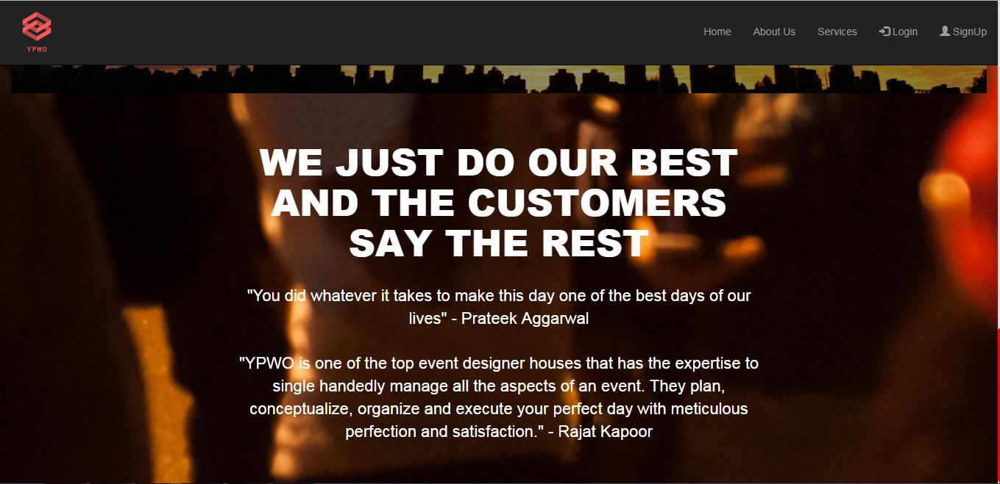 YPWO
Home About Us Services Login SignUp
WE JUST DO OUR BEST
AND THE CUSTOMERS
SAY THE REST
"You did whatever it takes to make this day one of the best days of our
lives" - Prateek Aggarwal
"YPWO is one of the top event designer houses that has the expertise to
single handedly manage all the aspects of an event. They plan,
conceptualize, organize and execute your perfect day with meticulous
perfection and satisfaction." - Rajat Kapoor